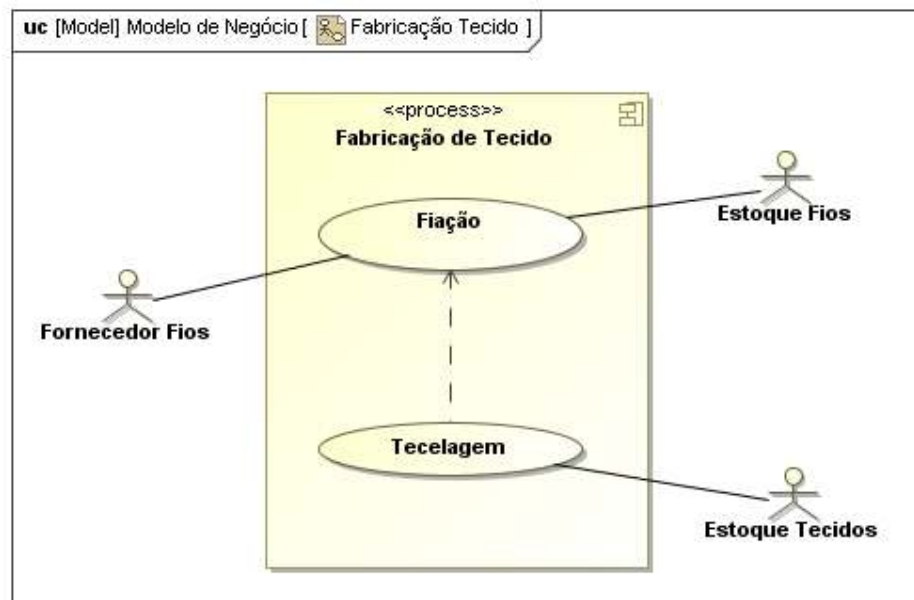 uc [Model] Modelo de Negócio [ Fabricação Tecido ]
<<process>>
Fabricação de Tecido
Fiação
Estoque Fios
Fornecedor Fios
Tecelagem
Estoque Tecidos